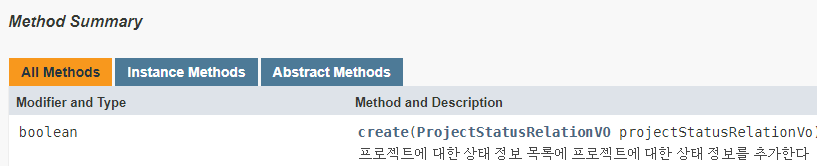 Method Summary
All Methods Instance Methods Abstract Methods
Modifier and Type Method and Description
boolean create(ProjectStatusRelationVO projectStatusRelationVo)
프로젝트에 대한 상태 정보 목록에 프로젝트에 대한 상태 정보를 추가한다